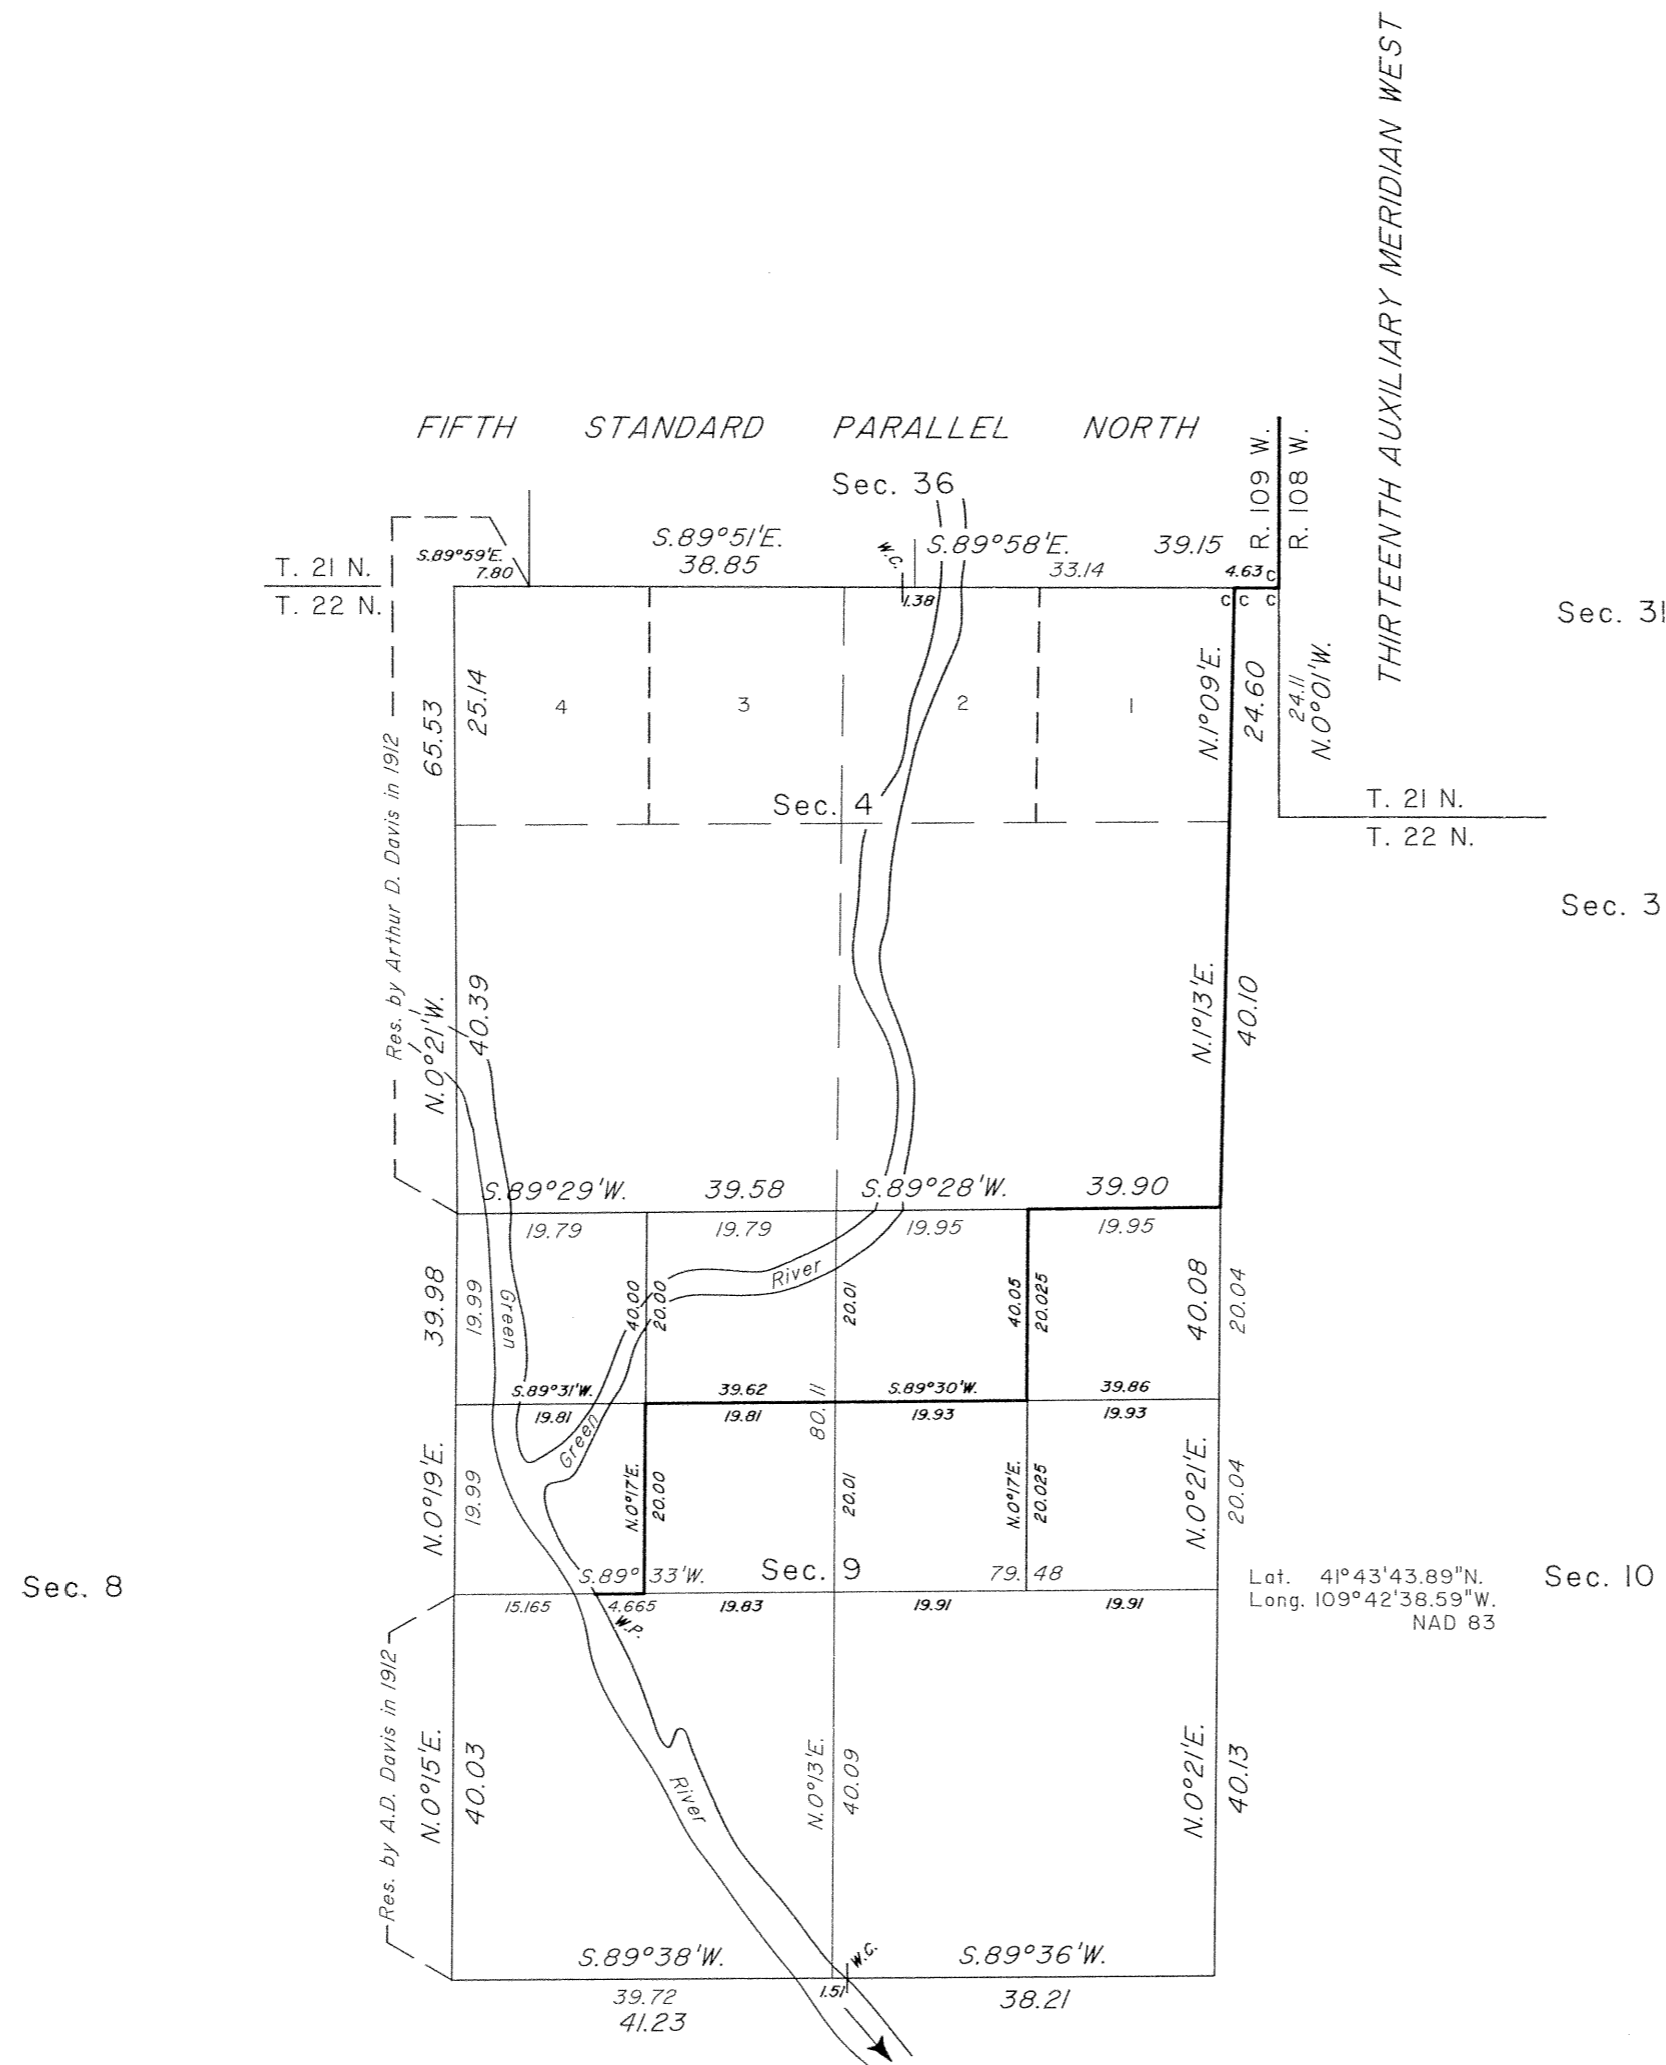 THIRTEENTH AUXILIARY MERIDIAN WEST
FIFTH STANDARD PARALLEL NORTH
R. 109 W.
R. 108 W.
Sec. 36
S.89°59'E.
7.80
S.89°51'E.
38.85
W.C.
S.89°58'E.
39.15
33.14
4.63
C
T. 21 N.
T. 22 N.
1.38
C C C
Sec. 31
65.53
25.14
4
3
2
1
N.1°09'E.
24.60
24.11
N.0°01'W.
Res. by Arthur D. Davis in 1912
Sec. 4
T. 21 N.
T. 22 N.
Sec. 3
N.0°21'W.
40.39
N.1°13'E.
40.10
S.89°29'W.
39.58
S.89°28'W.
39.90
19.79
19.79
19.95
19.95
39.98
19.99
Green
40.00
20.00
River
20.01
40.05
20.025
40.08
20.04
S.89°31'W.
39.62
80.11
S.89°30'W.
39.86
19.81
19.81
19.93
19.93
Green
N.0°19'E.
19.99
N.0°17'E.
20.00
20.01
N.0°17'E.
20.025
N.0°21'E.
20.04
Sec. 8
S.89°33'W.
Sec. 9
79.48
Lat. 41°43'43.89"N.
Long. 109°42'38.59"W.
NAD 83
Sec. 10
15.165
4.665
19.83
19.91
19.91
W.P.
Res. by A.D. Davis in 1912
N.0°15'E.
40.03
River
N.0°13'E.
40.09
N.0°21'E.
40.13
S.89°38'W.
W.C.
S.89°36'W.
39.72
1.51
38.21
41.23